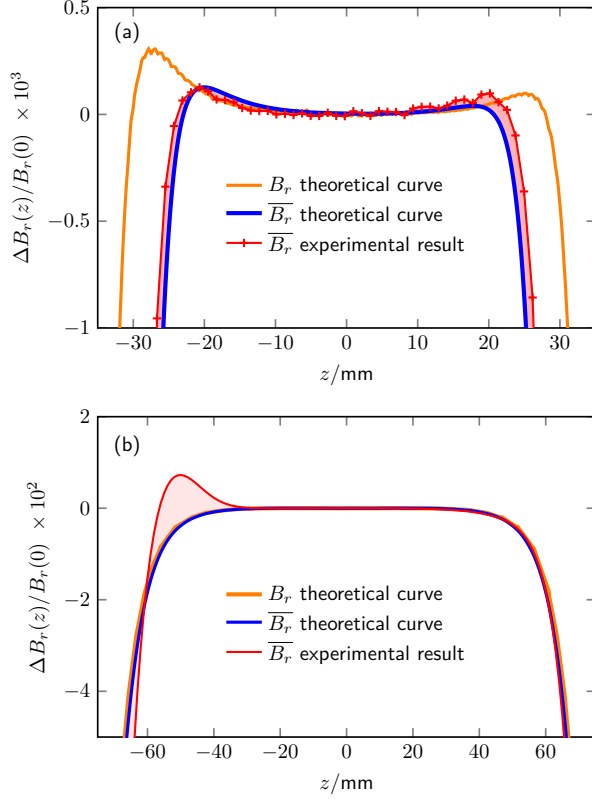 (a)
ΔB_r(z)/B_r(0) × 10^3
0.5
0
−0.5
−1
B_r theoretical curve
\overline{B_r} theoretical curve
\overline{B_r} experimental result
−30 −20 −10 0 10 20 30
z/mm
(b)
ΔB_r(z)/B_r(0) × 10^2
2
0
−2
−4
B_r theoretical curve
\overline{B_r} theoretical curve
\overline{B_r} experimental result
−60 −40 −20 0 20 40 60
z/mm